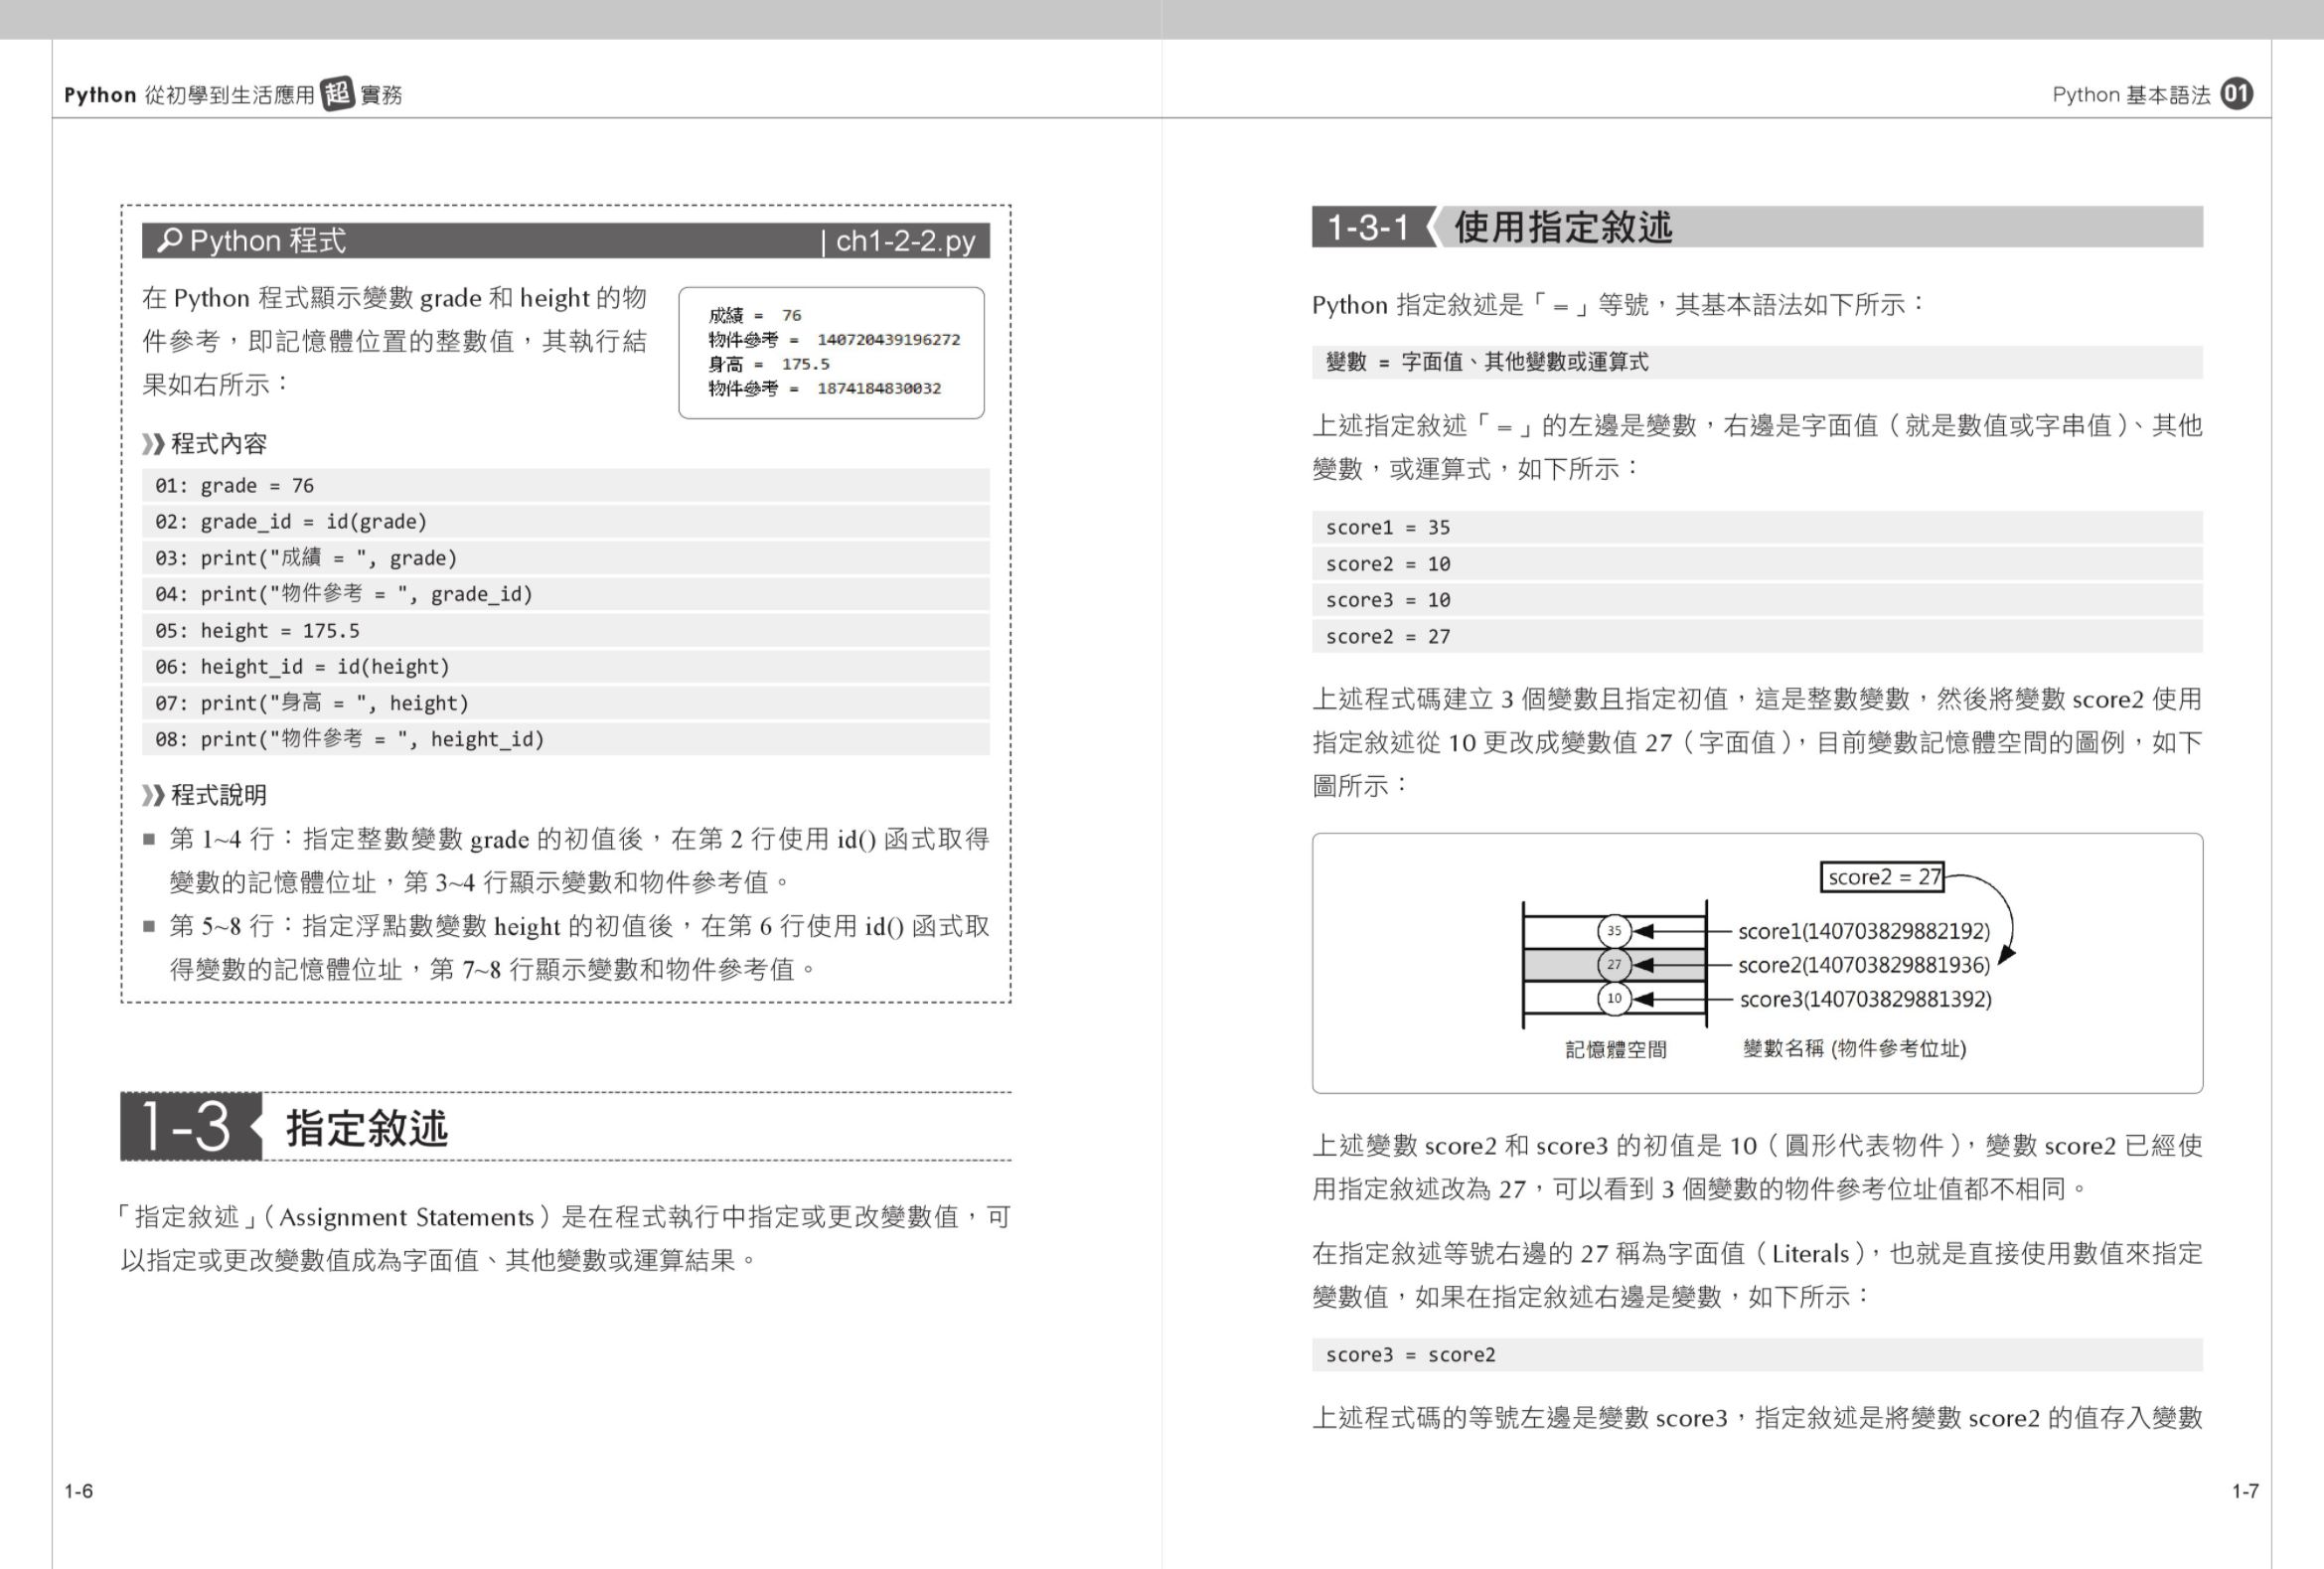 Python 從初學到生活應用超實務
Python 程式 | ch1-2-2.py
在 Python 程式顯示變數 grade 和 height 的物
件參考，即記憶體位置的整數值，其執行結
果如右所示：
成績 =  76
物件參考 =  140720439196272
身高 =  175.5
物件參考 =  1874184830032
程式內容
01: grade = 76
02: grade_id = id(grade)
03: print("成績 = ", grade)
04: print("物件參考 = ", grade_id)
05: height = 175.5
06: height_id = id(height)
07: print("身高 = ", height)
08: print("物件參考 = ", height_id)
程式說明
■ 第 1~4 行：指定整數變數 grade 的初值後，在第 2 行使用 id() 函式取得
變數的記憶體位址，第 3~4 行顯示變數和物件參考值。
■ 第 5~8 行：指定浮點數變數 height 的初值後，在第 6 行使用 id() 函式取
得變數的記憶體位址，第 7~8 行顯示變數和物件參考值。
1-3 指定敘述
「指定敘述」（Assignment Statements）是在程式執行中指定或更改變數值，可
以指定或更改變數值成為字面值、其他變數或運算結果。
1-6
Python 基本語法 01
1-3-1 使用指定敘述
Python 指定敘述是「=」等號，其基本語法如下所示：
變數 = 字面值、其他變數或運算式
上述指定敘述「=」的左邊是變數，右邊是字面值（就是數值或字串值）、其他
變數，或運算式，如下所示：
score1 = 35
score2 = 10
score3 = 10
score2 = 27
上述程式碼建立 3 個變數且指定初值，這是整數變數，然後將變數 score2 使用
指定敘述從 10 更改成變數值 27（字面值），目前變數記憶體空間的圖例，如下
圖所示：
score2 = 27
35 score1(140703829882192)
27 score2(140703829881936)
10 score3(140703829881392)
記憶體空間 變數名稱 (物件參考位址)
上述變數 score2 和 score3 的初值是 10（圓形代表物件），變數 score2 已經使
用指定敘述改為 27，可以看到 3 個變數的物件參考位址值都不相同。
在指定敘述等號右邊的 27 稱為字面值（Literals），也就是直接使用數值來指定
變數值，如果在指定敘述右邊是變數，如下所示：
score3 = score2
上述程式碼的等號左邊是變數 score3，指定敘述是將變數 score2 的值存入變數
1-7